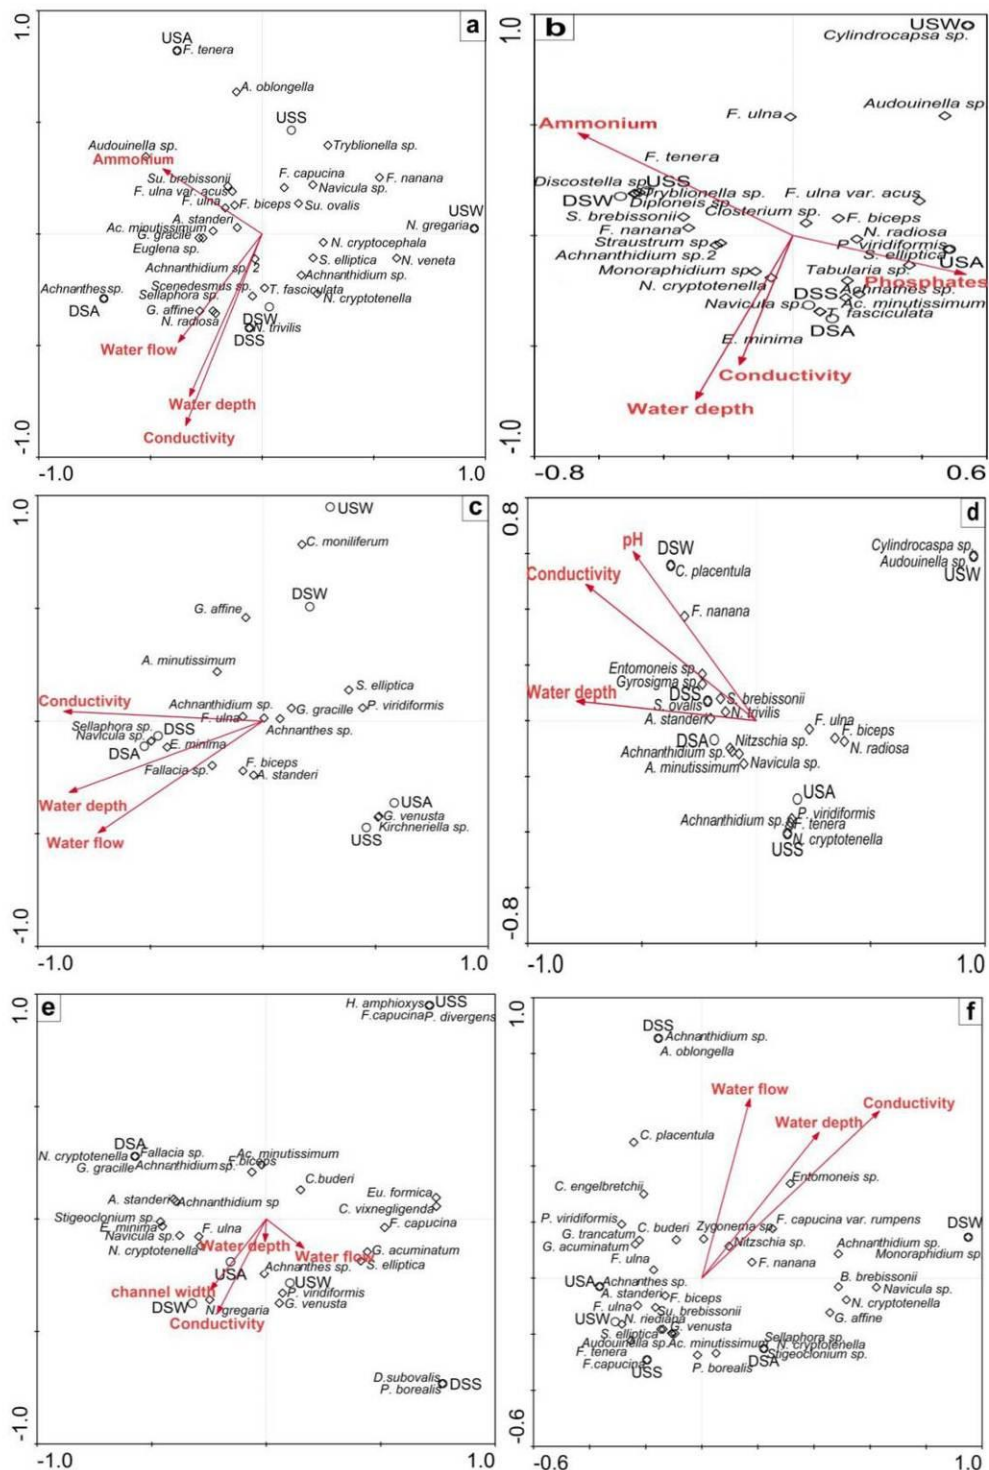 1.0
a
USA
F. tenera
A. oblongella
USS
Tryblionella sp.
Audouinella sp.
Ammonium
Su. brebissonii
F. capucina
F. nanana
F. ulna var. acus
Navicula sp.
F. ulna
F. biceps
Su. ovalis
USW
A. standeri
N. gregaria
Ac. minutissimum
G. gracile
N. cryptocephala
Euglena sp.
S. elliptica
N. veneta
Achnanthidium sp. 2
Achnanthidium sp.
Achnanthes sp.
Scenedesmus sp.
T. fasciculata
Sellaphora sp.
N. cryptotenella
DSA
G. affine
DSW
N. radiosa
N. trivilis
DSS
Water flow
Water depth
Conductivity
-1.0
-1.0
1.0
1.0
b
USW
Cylindrocapsa sp.
Audouinella sp
F. ulna
Ammonium
F. tenera
Discostella sp.
USS
DSW
Tryblionella sp.
F. ulna var. acus
Diploneis sp.
S. brebissonii
Closterium sp.
F. biceps
F. nanana
N. radiosa
Straustrum sp.
P. viridiformis
Achnanthidium sp.2
S. elliptica
USA
Monoraphidium sp.
Tabularia sp.
Phosphates
N. cryptotenella
DSS
Achnathes sp.
Navicula sp.
Ac. minutissimum
T. fasciculata
DSA
E. minima
Conductivity
Water depth
-1.0
-0.8
0.6
1.0
c
USW
C. moniliferum
DSW
G. affine
A. minutissimum
S. elliptica
Conductivity
Achnanthidium sp.
G. gracille
P. viridiformis
F. ulna
Achnanthes sp.
Sellaphora sp.
DSS
Navicula sp.
DSA
E. minima
Fallacia sp.
F. biceps
A. standeri
Water depth
USA
G. venusta
Kirchneriella sp.
Water flow
USS
-1.0
-1.0
1.0
0.8
d
pH
DSW
Cylindrocaspa sp.
Audouinella sp.
USW
Conductivity
C. placentula
F. nanana
Entomoneis sp.
Gyrosigma sp.
Water depth
DSS
S. brebissonii
S. ovalis
N. trivilis
A. standeri
F. ulna
DSA
Nitzschia sp.
F. biceps
Achnanthidium sp.
N. radiosa
A. minutissimum
Navicula sp.
USA
P. viridiformis
Achnanthidium sp.
F. tenera
N. cryptotenella
USS
-0.8
-1.0
1.0
1.0
e
H. amphioxys
USS
F.capucina
P. divergens
DSA
N. cryptotenella
Fallacia sp.
Ac. minutissimum
G. gracille
Achnanthidium sp.
F.biceps
C.buderi
A. standeri
Achnanthidium sp
Eu. formica
C. vixnegligenda
Stigeoclonium sp.
E. minima
F. ulna
F. capucina
Navicula sp.
N. cryptotenella
Water depth
G. acuminatum
Water flow
S. elliptica
USA
Achnanthes sp.
channel width
USW
P. viridiformis
DSW
N. gregaria
G. venusta
Conductivity
D.subovalis
P. borealis
DSS
-1.0
-1.0
1.0
1.0
f
DSS
Achnanthidium sp.
A. oblongella
Water flow
Conductivity
Water depth
C. placentula
Entomoneis sp.
C. engelbretchii
P. viridiformis
C. buderi
Zygonema sp.
F. capucina var. rumpens
DSW
G. trancatum
G. acuminatum
Nitzschia sp.
Achnanthidium sp.
Monoraphidium sp
F. ulna
F. nanana
USA
Achnanthes sp.
B. brebissonii
A. standeri
F. biceps
Navicula sp.
F. ulna
Su. brebissonii
N. cryptotenella
USW
N. riediana
G. venusta
G. affine
S. elliptica
Audouinella sp.
Ac. minutissimum
Sellaphora sp.
N. cryptotenella
F. tenera
DSA
Stigeoclonium sp.
F.capucina
USS
P. borealis
-0.6
-0.6
1.0